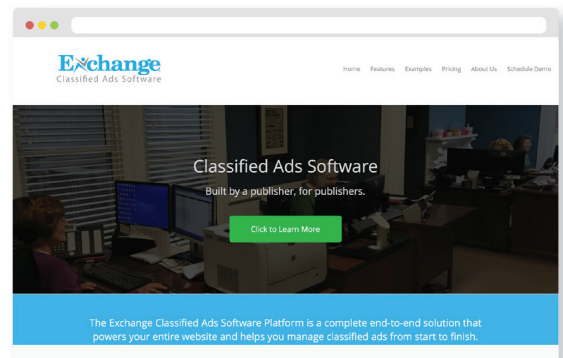 Exchange
Classified Ads Software
Home Features Examples Pricing About Us Schedule Demo
Classified Ads Software
Built by a publisher, for publishers.
Click to Learn More
The Exchange Classified Ads Software Platform is a complete end-to-end solution that
powers your entire website and helps you manage classified ads from start to finish.